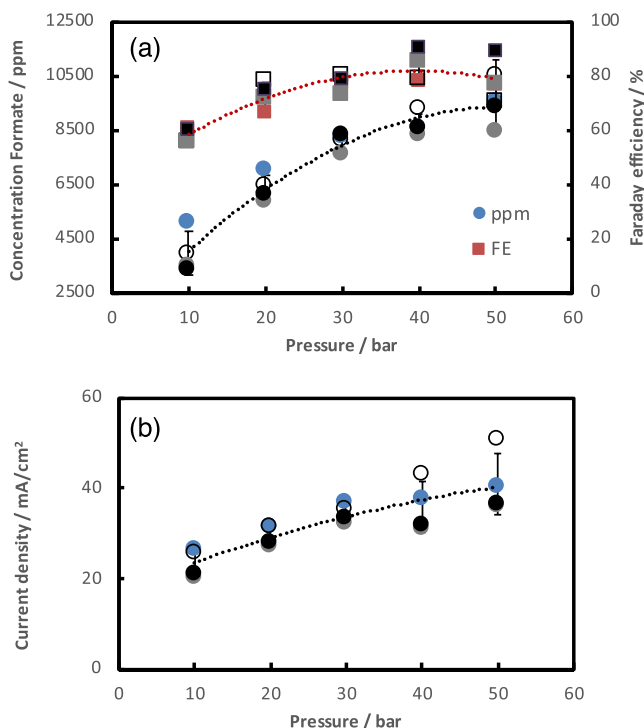 (a)
Concentration Formate / ppm
12500
10500
8500
6500
4500
2500
100
80
60
40
20
0
Faraday efficiency / %
ppm
FE
0 10 20 30 40 50 60
Pressure / bar
(b)
Current density / mA/cm²
60
40
20
0
0 10 20 30 40 50 60
Pressure / bar